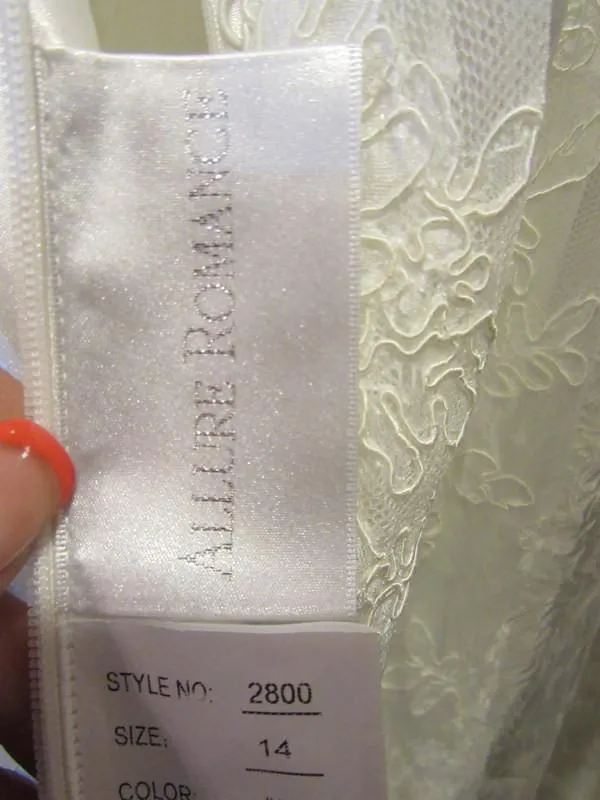 ALLURE ROMANCE
STYLE NO: 2800
SIZE: 14
COLOR: